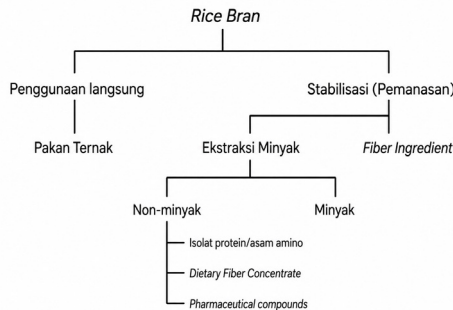 Rice Bran
Penggunaan langsung
Stabilisasi (Pemanasan)
Pakan Ternak
Ekstraksi Minyak
Fiber Ingredient
Non-minyak
Minyak
Isolat protein/asam amino
Dietary Fiber Concentrate
Pharmaceutical compounds